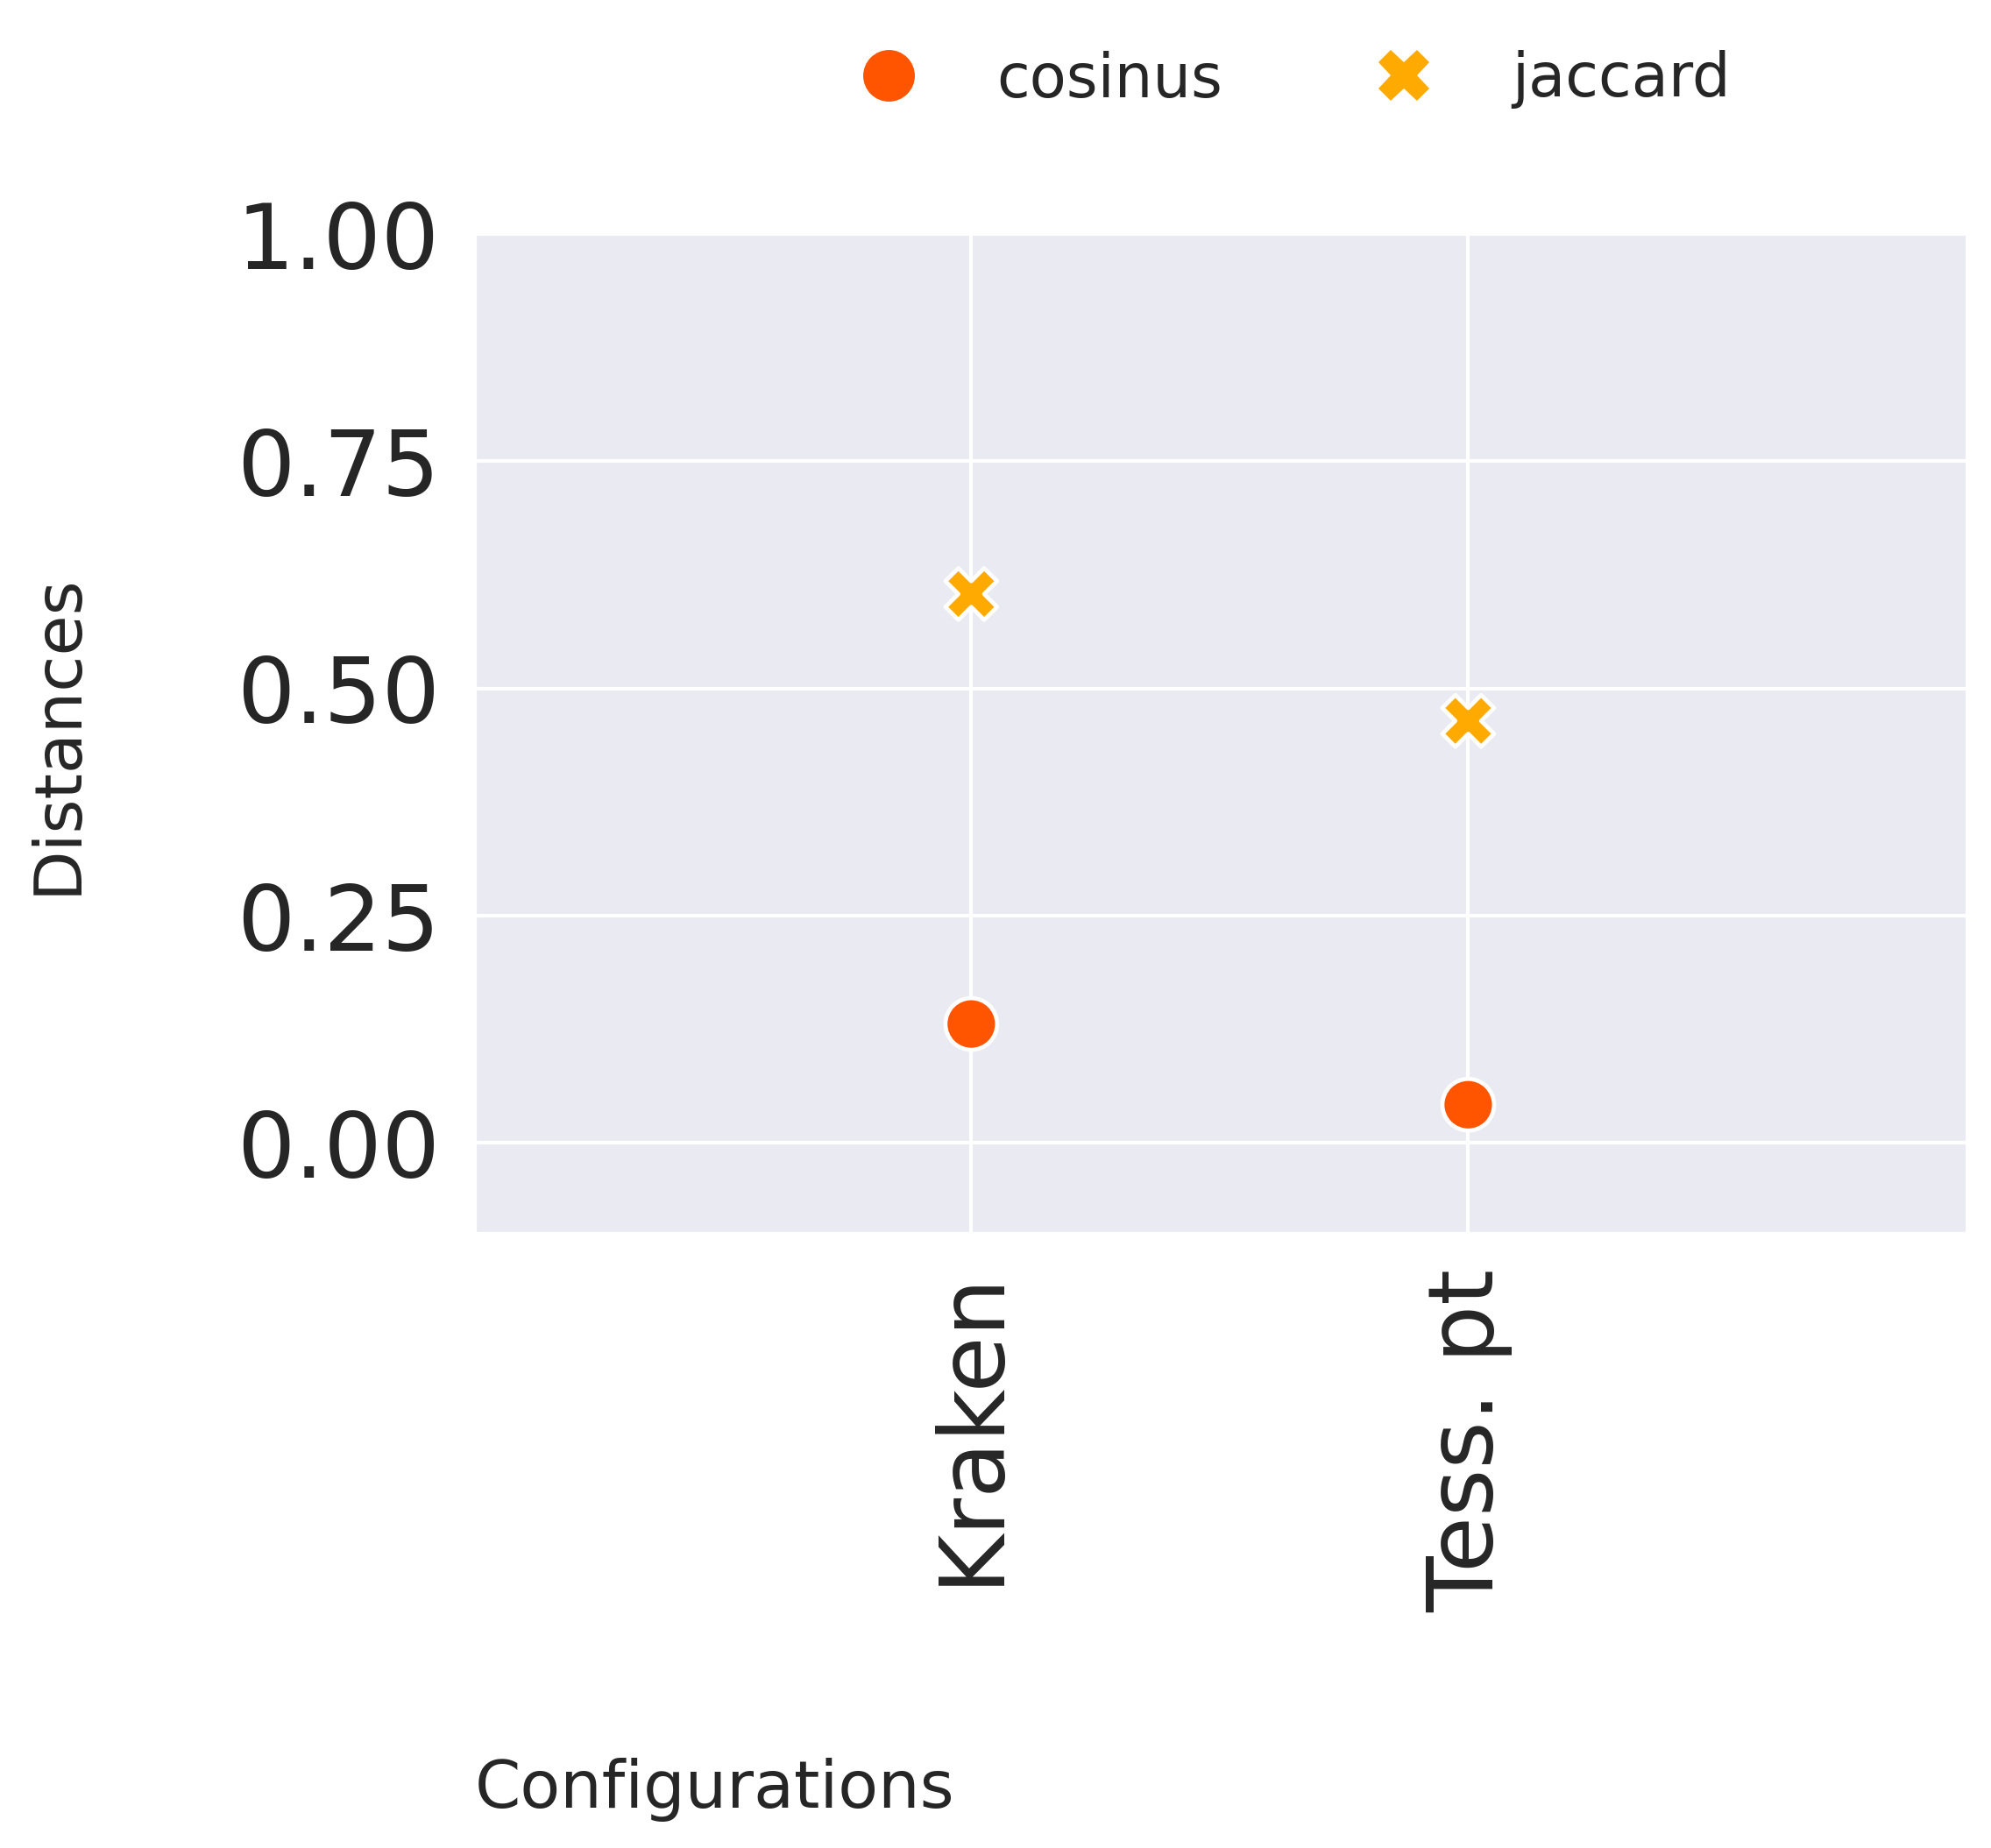 cosinus jaccard
1.00
0.75
0.50
0.25
0.00
Distances
Kraken
Tess. pt
Configurations